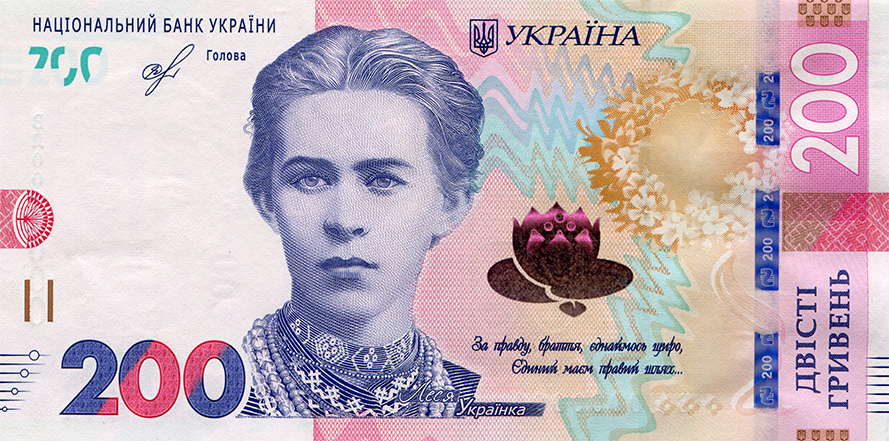 НАЦІОНАЛЬНИЙ БАНК УКРАЇНИ
Голова
УКРАЇНА
200
200
200
200
200
За правду, браття, єднаймось щиро,
Єдиний маєм правий шлях...
ДВІСТІ
ГРИВЕНЬ
200
Леся
Українка